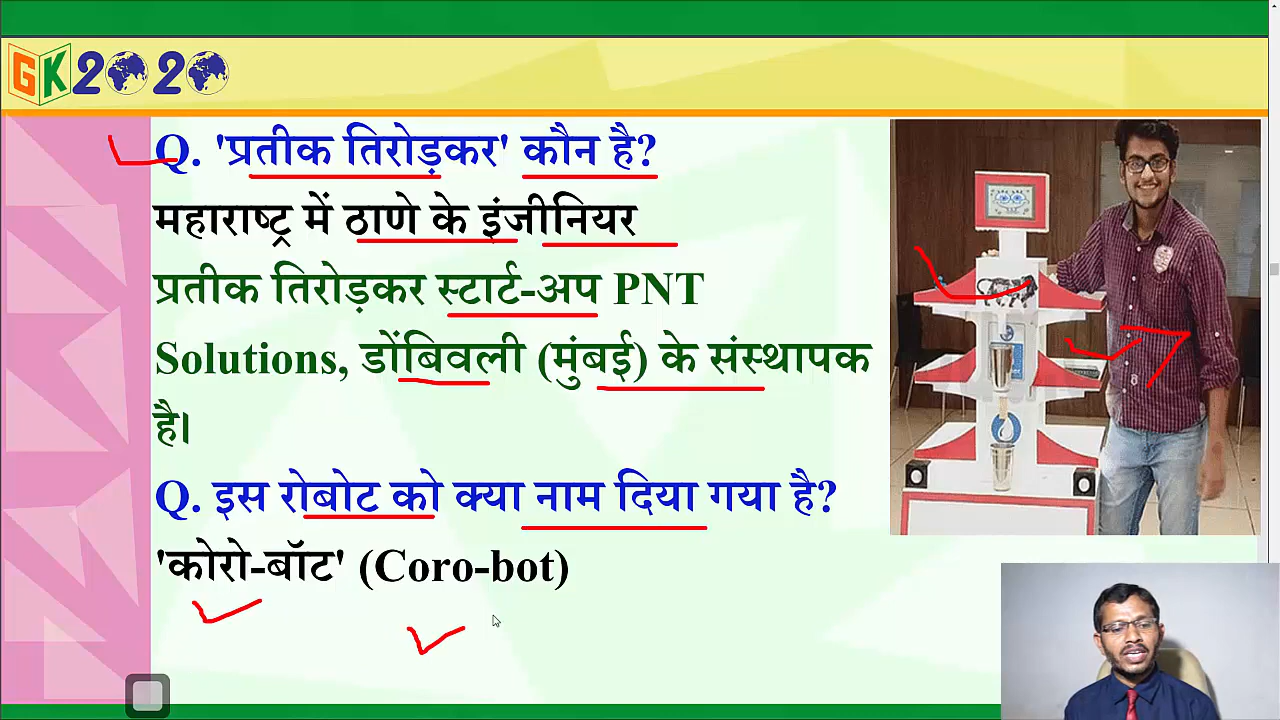 GK2020
Q. 'प्रतीक तिरोड़कर' कौन है?
महाराष्ट्र में ठाणे के इंजीनियर
प्रतीक तिरोड़कर स्टार्ट-अप PNT
Solutions, डोंबिवली (मुंबई) के संस्थापक
है।
Q. इस रोबोट को क्या नाम दिया गया है?
'कोरो-बॉट' (Coro-bot)